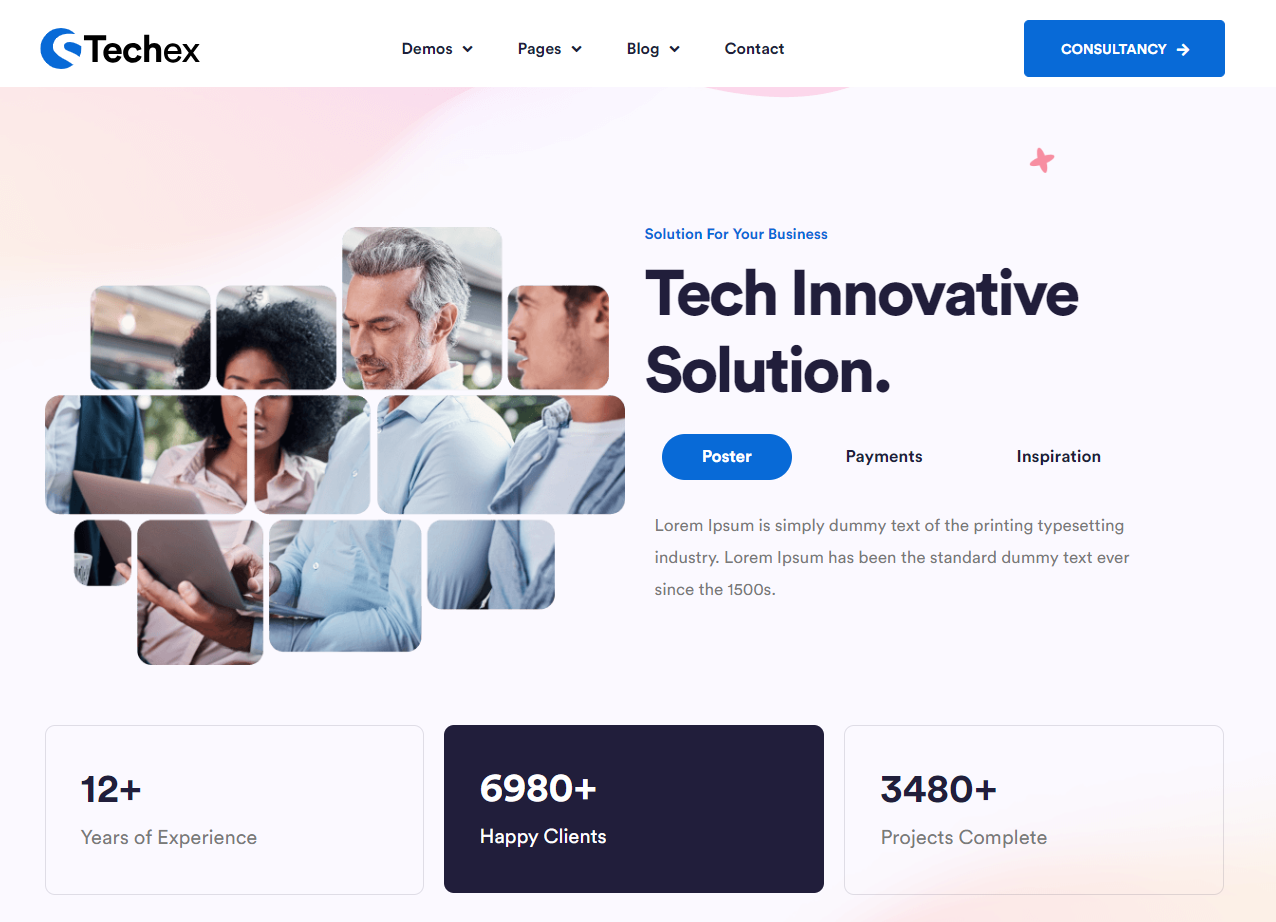 Techex
Demos
Pages
Blog
Contact
CONSULTANCY
Solution For Your Business
Tech Innovative
Solution.
Poster
Payments
Inspiration
Lorem Ipsum is simply dummy text of the printing typesetting
industry. Lorem Ipsum has been the standard dummy text ever
since the 1500s.
12+
Years of Experience
6980+
Happy Clients
3480+
Projects Complete